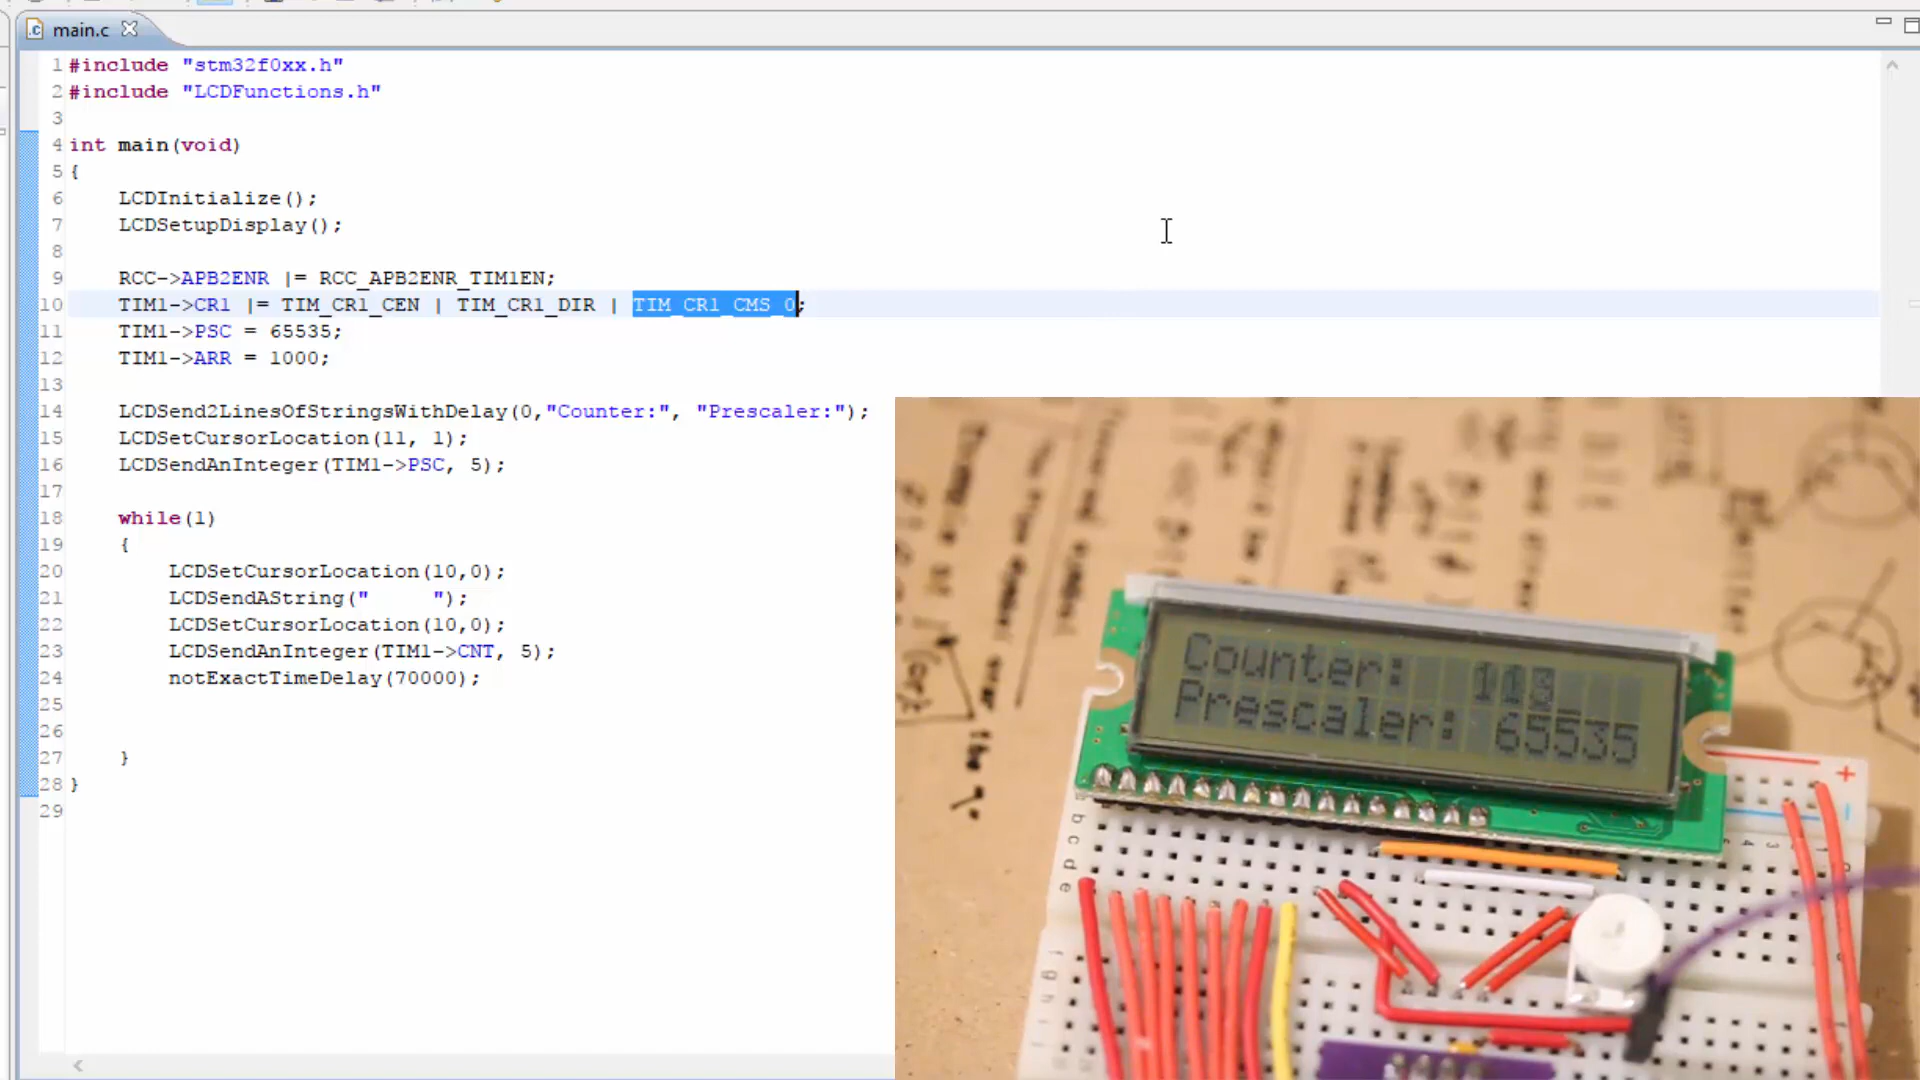 main.c
1 #include "stm32f0xx.h"
2 #include "LCDFunctions.h"
3
4 int main(void)
5 {
6 LCDInitialize();
7 LCDSetupDisplay();
8
9 RCC->APB2ENR |= RCC_APB2ENR_TIM1EN;
10 TIM1->CR1 |= TIM_CR1_CEN | TIM_CR1_DIR | TIM_CR1_CMS_0;
11 TIM1->PSC = 65535;
12 TIM1->ARR = 1000;
13
14 LCDSend2LinesOfStringsWithDelay(0,"Counter:", "Prescaler:");
15 LCDSetCursorLocation(11, 1);
16 LCDSendAnInteger(TIM1->PSC, 5);
17
18 while(1)
19 {
20 LCDSetCursorLocation(10,0);
21 LCDSendAString("     ");
22 LCDSetCursorLocation(10,0);
23 LCDSendAnInteger(TIM1->CNT, 5);
24 notExactTimeDelay(70000);
25
26
27 }
28 }
29
Counter:
Prescaler: 65535